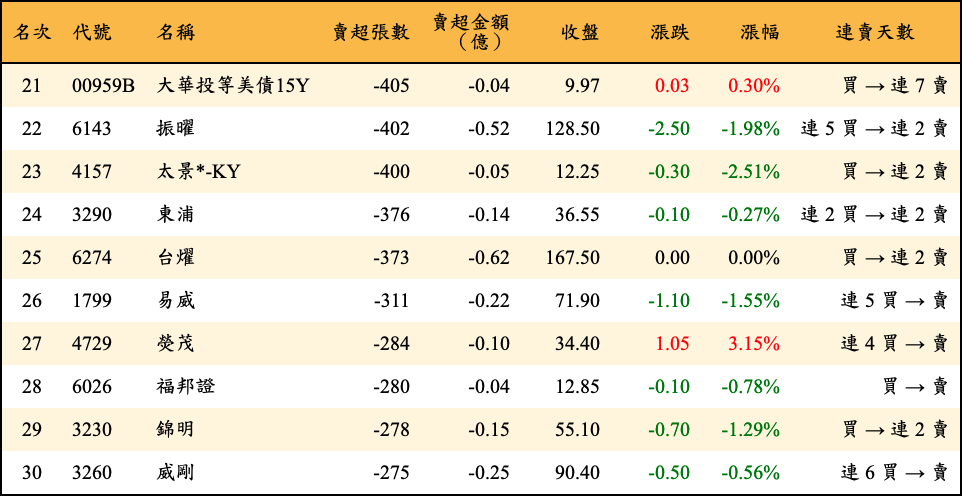 名次 代號 名稱 賣超張數 賣超金額（億） 收盤 漲跌 漲幅 連賣天數
21 00959B 大華投等美債15Y -405 -0.04 9.97 0.03 0.30% 買 → 連 7 賣
22 6143 振曜 -402 -0.52 128.50 -2.50 -1.98% 連 5 買 → 連 2 賣
23 4157 太景*-KY -400 -0.05 12.25 -0.30 -2.51% 買 → 連 2 賣
24 3290 東浦 -376 -0.14 36.55 -0.10 -0.27% 連 2 買 → 連 2 賣
25 6274 台燿 -373 -0.62 167.50 0.00 0.00% 買 → 連 2 賣
26 1799 易威 -311 -0.22 71.90 -1.10 -1.55% 連 5 買 → 賣
27 4729 熒茂 -284 -0.10 34.40 1.05 3.15% 連 4 買 → 賣
28 6026 福邦證 -280 -0.04 12.85 -0.10 -0.78% 買 → 賣
29 3230 錦明 -278 -0.15 55.10 -0.70 -1.29% 買 → 連 2 賣
30 3260 威剛 -275 -0.25 90.40 -0.50 -0.56% 連 6 買 → 賣